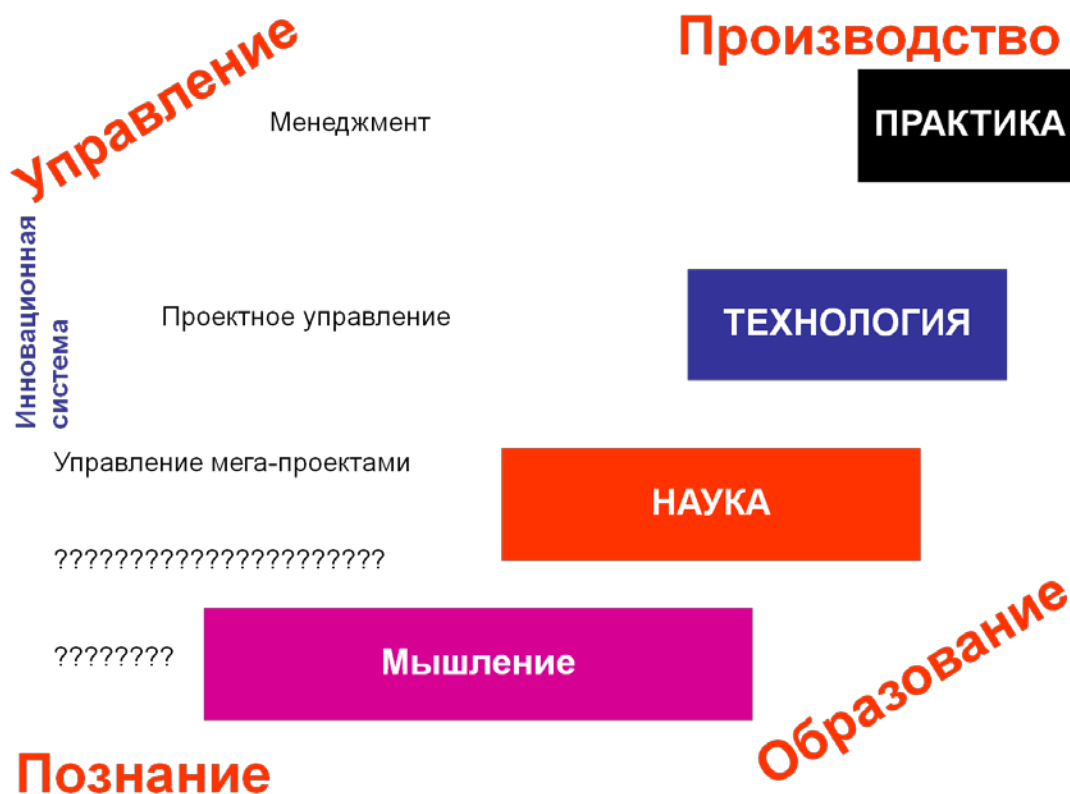 Управление
Производство
Менеджмент
ПРАКТИКА
Инновационная
система
Проектное управление
ТЕХНОЛОГИЯ
Управление мега-проектами
НАУКА
??????????????????????
????????
Мышление
Образование
Познание